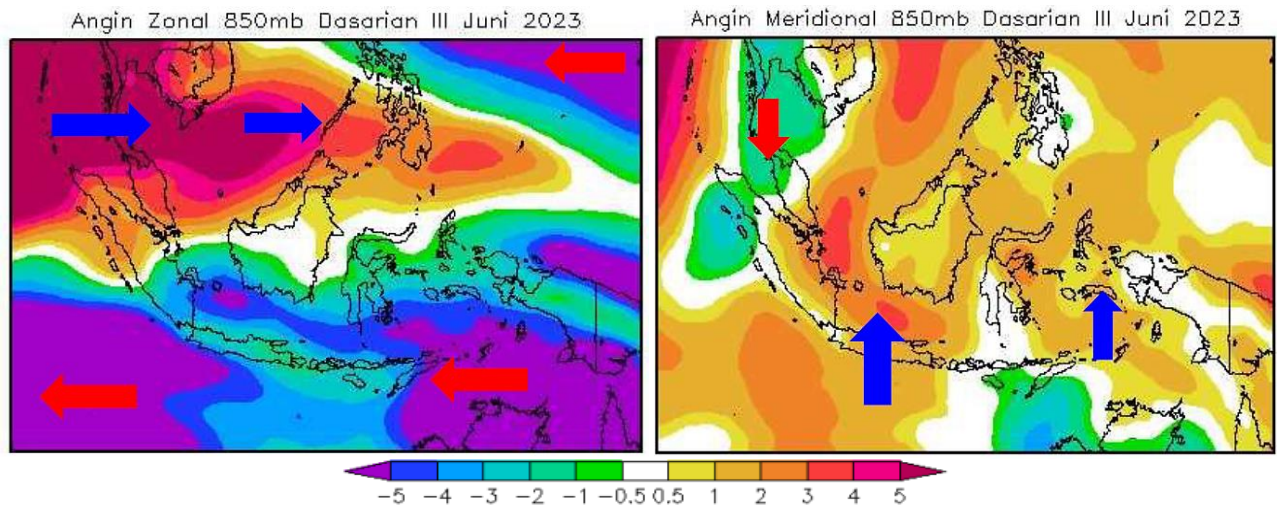 Angin Zonal 850mb Dasarian III Juni 2023
Angin Meridional 850mb Dasarian III Juni 2023
−5 −4 −3 −2 −1 −0.5 0.5 1 2 3 4 5